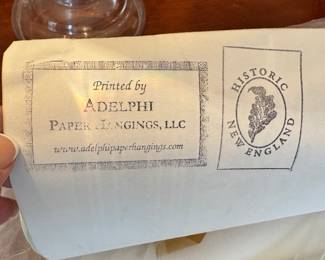 Printed by
ADELPHI
PAPER HANGINGS, LLC
www.adelphipaperhangings.com
HISTORIC
NEW ENGLAND